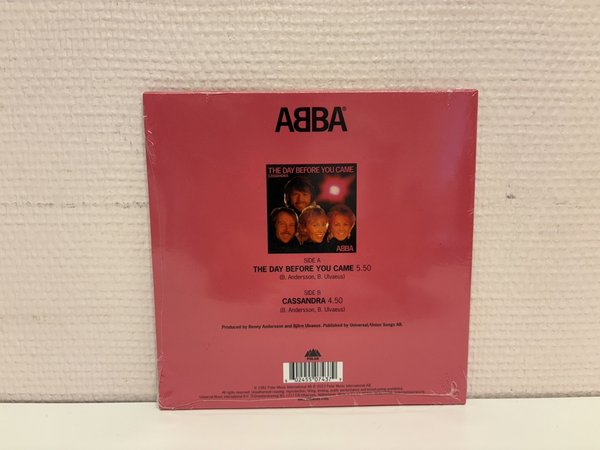 ABBA®
THE DAY BEFORE YOU CAME
CASSANDRA
ABBA
SIDE A
THE DAY BEFORE YOU CAME 5.50
(B. Andersson, B. Ulvaeus)
SIDE B
CASSANDRA 4.50
(B. Andersson, B. Ulvaeus)
Produced by Benny Andersson and Björn Ulvaeus. Published by Universal/Union Songs AB.
POLAR